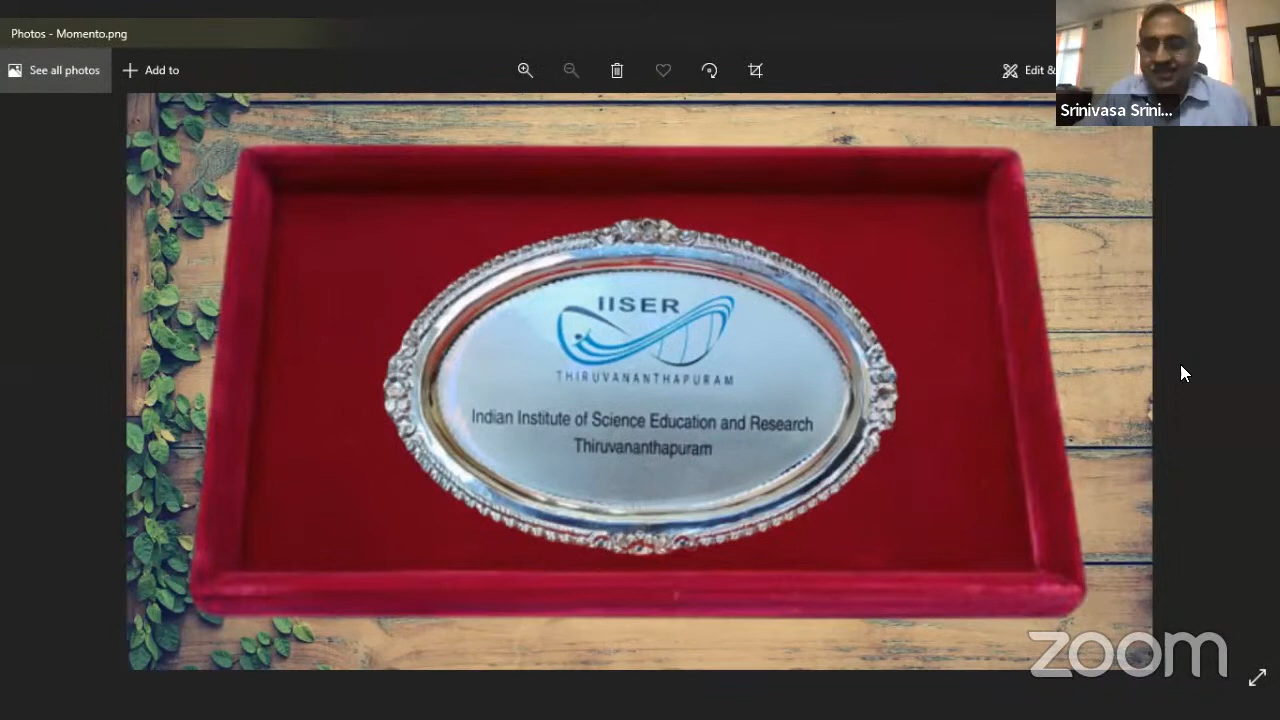 Photos - Momento.png
See all photos
Add to
Edit &
Srinivasa Srini...
IISER
THIRUVANANTHAPURAM
Indian Institute of Science Education and Research
Thiruvananthapuram
zoom